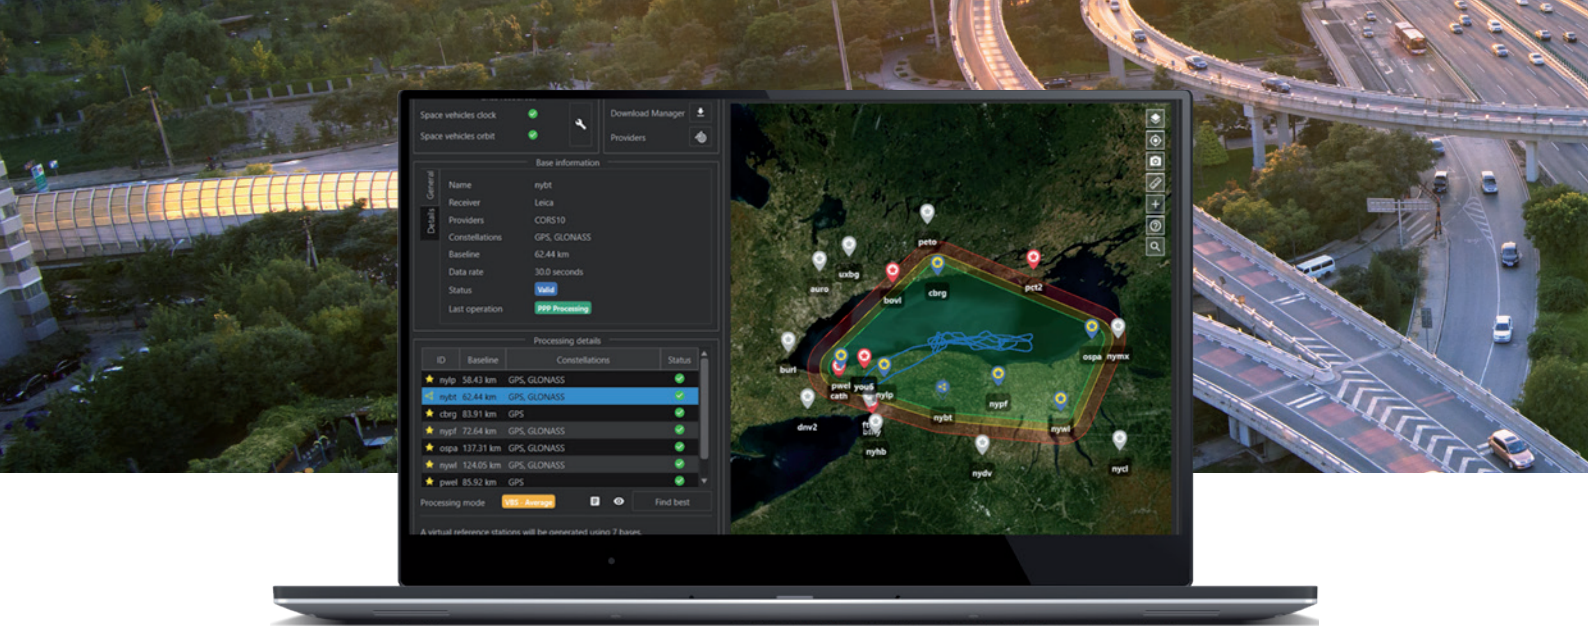 Space vehicles clock
Space vehicles orbit
Download Manager
Providers
Base information
General
Details
Name nybt
Receiver Leica
Providers CORS10
Constellations GPS, GLONASS
Baseline 62.44 km
Data rate 30.0 seconds
Status Valid
Last operation PPP Processing
Processing details
ID Baseline Constellations Status
nylp 58.43 km GPS, GLONASS
nybt 62.44 km GPS, GLONASS
cbrg 83.91 km GPS
nypf 72.64 km GPS, GLONASS
ospa 137.31 km GPS, GLONASS
nywl 124.05 km GPS, GLONASS
pwel 85.92 km GPS
Processing mode VBS - Average Find best
A virtual reference stations will be generated using 7 bases.
peto
uxbg
auro
bovl
cbrg
pct2
burl
ospa nymx
pwel you5 nylp
cath
nypf
nybt
dnv2
nywl
nyhb
nydv
nycl